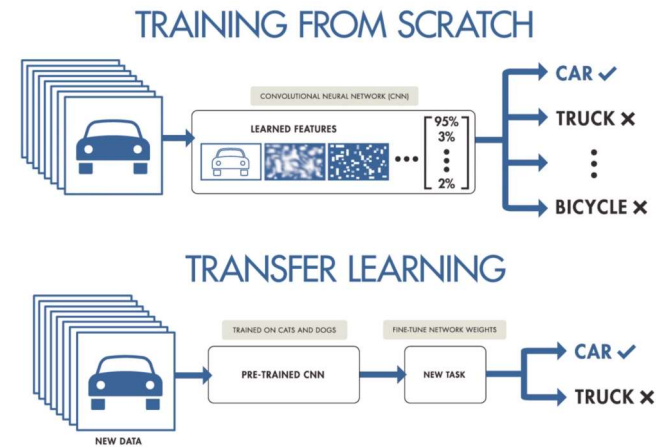 TRAINING FROM SCRATCH
CONVOLUTIONAL NEURAL NETWORK (CNN)
LEARNED FEATURES
95%
3%
2%
CAR ✓
TRUCK ×
BICYCLE ×
TRANSFER LEARNING
TRAINED ON CATS AND DOGS
FINE-TUNE NETWORK WEIGHTS
PRE-TRAINED CNN
NEW TASK
CAR ✓
TRUCK ×
NEW DATA